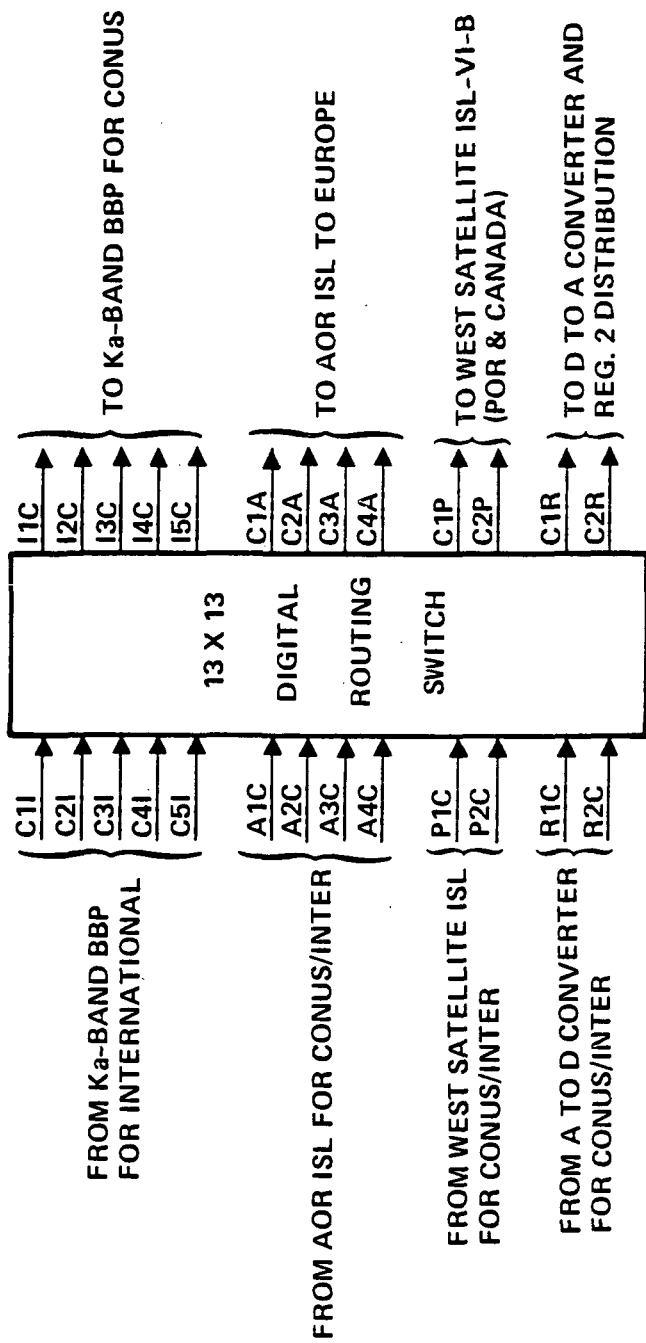 FROM Ka-BAND BBP
FOR INTERNATIONAL
C1I
C2I
C3I
C4I
C5I
FROM AOR ISL FOR CONUS/INTER
A1C
A2C
A3C
A4C
FROM WEST SATELLITE ISL
FOR CONUS/INTER
P1C
P2C
FROM A TO D CONVERTER
FOR CONUS/INTER
R1C
R2C
13 X 13
DIGITAL
ROUTING
SWITCH
I1C
I2C
I3C
I4C
I5C
TO Ka-BAND BBP FOR CONUS
C1A
C2A
C3A
C4A
TO AOR ISL TO EUROPE
C1P
C2P
TO WEST SATELLITE ISL-VI-B
(POR & CANADA)
C1R
C2R
TO D TO A CONVERTER AND
REG. 2 DISTRIBUTION